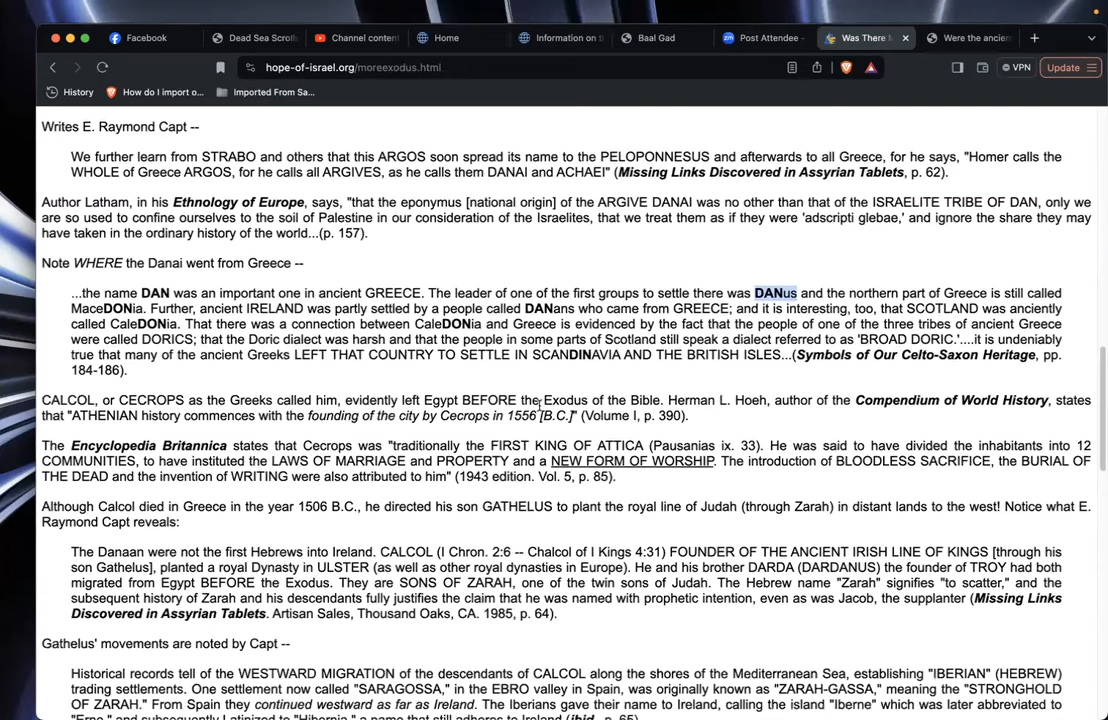 Facebook
Dead Sea Scrolls
Channel content
Home
Information on t
Baal Gad
Post Attendee -
Was There M
Were the ancien
hope-of-israel.org/moreexodus.html
VPN
Update
History
How do I import o...
Imported From Sa...
Writes E. Raymond Capt --
We further learn from STRABO and others that this ARGOS soon spread its name to the PELOPONNESUS and afterwards to all Greece, for he says, "Homer calls the
WHOLE of Greece ARGOS, for he calls all ARGIVES, as he calls them DANAI and ACHAEI" (Missing Links Discovered in Assyrian Tablets, p. 62).
Author Latham, in his Ethnology of Europe, says, "that the eponymus [national origin] of the ARGIVE DANAI was no other than that of the ISRAELITE TRIBE OF DAN, only we
are so used to confine ourselves to the soil of Palestine in our consideration of the Israelites, that we treat them as if they were 'adscripti glebae,' and ignore the share they may
have taken in the ordinary history of the world...(p. 157).
Note WHERE the Danai went from Greece --
...the name DAN was an important one in ancient GREECE. The leader of one of the first groups to settle there was DANus and the northern part of Greece is still called
MaceDONia. Further, ancient IRELAND was partly settled by a people called DANans who came from GREECE; and it is interesting, too, that SCOTLAND was anciently
called CaleDONia. That there was a connection between CaleDONia and Greece is evidenced by the fact that the people of one of the three tribes of ancient Greece
were called DORICS; that the Doric dialect was harsh and that the people in some parts of Scotland still speak a dialect referred to as 'BROAD DORIC.'....it is undeniably
true that many of the ancient Greeks LEFT THAT COUNTRY TO SETTLE IN SCANDINAVIA AND THE BRITISH ISLES...(Symbols of Our Celto-Saxon Heritage, pp.
184-186).
CALCOL, or CECROPS as the Greeks called him, evidently left Egypt BEFORE the Exodus of the Bible. Herman L. Hoeh, author of the Compendium of World History, states
that "ATHENIAN history commences with the founding of the city by Cecrops in 1556 [B.C.]" (Volume I, p. 390).
The Encyclopedia Britannica states that Cecrops was "traditionally the FIRST KING OF ATTICA (Pausanias ix. 33). He was said to have divided the inhabitants into 12
COMMUNITIES, to have instituted the LAWS OF MARRIAGE and PROPERTY and a NEW FORM OF WORSHIP. The introduction of BLOODLESS SACRIFICE, the BURIAL OF
THE DEAD and the invention of WRITING were also attributed to him" (1943 edition. Vol. 5, p. 85).
Although Calcol died in Greece in the year 1506 B.C., he directed his son GATHELUS to plant the royal line of Judah (through Zarah) in distant lands to the west! Notice what E.
Raymond Capt reveals:
The Danaan were not the first Hebrews into Ireland. CALCOL (I Chron. 2:6 -- Chalcol of I Kings 4:31) FOUNDER OF THE ANCIENT IRISH LINE OF KINGS [through his
son Gathelus], planted a royal Dynasty in ULSTER (as well as other royal dynasties in Europe). He and his brother DARDA (DARDANUS) the founder of TROY had both
migrated from Egypt BEFORE the Exodus. They are SONS OF ZARAH, one of the twin sons of Judah. The Hebrew name "Zarah" signifies "to scatter," and the
subsequent history of Zarah and his descendants fully justifies the claim that he was named with prophetic intention, even as was Jacob, the supplanter (Missing Links
Discovered in Assyrian Tablets. Artisan Sales, Thousand Oaks, CA. 1985, p. 64).
Gathelus' movements are noted by Capt --
Historical records tell of the WESTWARD MIGRATION of the descendants of CALCOL along the shores of the Mediterranean Sea, establishing "IBERIAN" (HEBREW)
trading settlements. One settlement now called "SARAGOSSA," in the EBRO valley in Spain, was originally known as "ZARAH-GASSA," meaning the "STRONGHOLD
OF ZARAH." From Spain they continued westward as far as Ireland. The Iberians gave their name to Ireland, calling the island "Iberne" which was later abbreviated to
"Erne," and subsequently Latinized to "Hibernia," a name that still adheres to Ireland (ibid., p. 65).